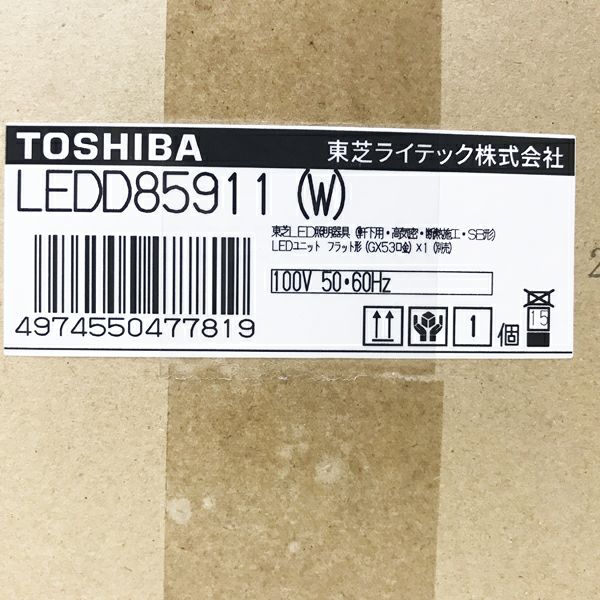 TOSHIBA 東芝ライテック株式会社
LEDD85911(W)
東芝LED照明器具(軒下用・高気密・断熱施工・SB形)
LEDユニット フラット形(GX53口金)×1(別売)
100V 50・60Hz
4974550477819
1個
15
2